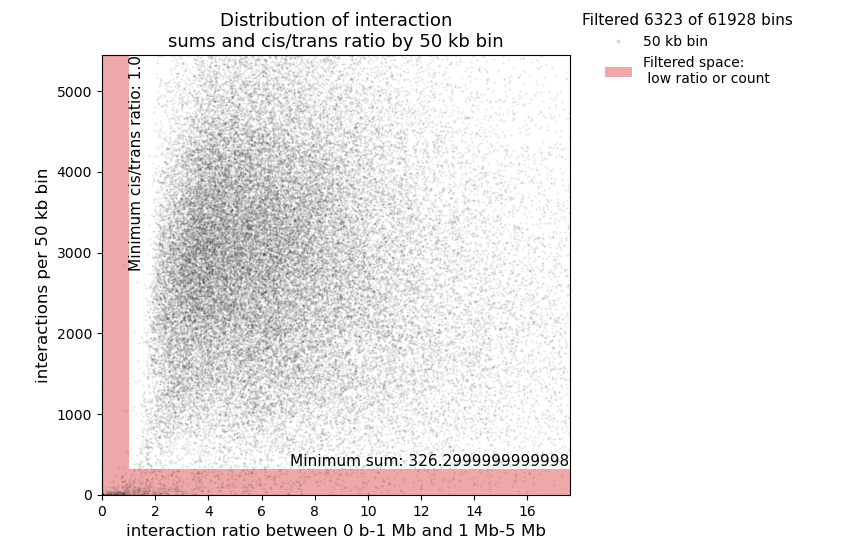 Distribution of interaction
sums and cis/trans ratio by 50 kb bin
Filtered 6323 of 61928 bins
50 kb bin
Filtered space:
low ratio or count
interactions per 50 kb bin
5000
4000
3000
2000
1000
0
Minimum cis/trans ratio: 1.0
Minimum sum: 326.2999999999998
0 2 4 6 8 10 12 14 16
interaction ratio between 0 b-1 Mb and 1 Mb-5 Mb